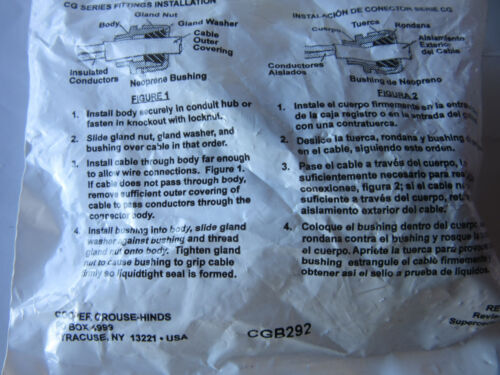 CG SERIES FITTINGS INSTALLATION
Gland Nut
Body
Gland Washer
Cable
Outer
Covering
Insulated
Conductors
Neoprene Bushing
FIGURE 1
1. Install body securely in conduit hub or
fasten in knockout with locknut.
2. Slide gland nut, gland washer, and
bushing over cable in that order.
3. Install cable through body far enough
to allow wire connections. Figure 1.
If cable does not pass through body,
remove sufficient outer covering of
cable to pass conductors through the
connector body.
4. Install bushing into body, slide gland
washer against bushing and thread
gland nut onto body. Tighten gland
nut to cause bushing to grip cable
firmly so liquidtight seal is formed.
COOPER CROUSE-HINDS
PO BOX 4999
SYRACUSE, NY 13221 • USA
INSTALACIÓN DE CONECTOR SERIE CG
Tuerca
Cuerpo
Rondana
Aislamiento
Exterior
del Cable
Conductores
Aislados
Bushing de Neopreno
FIGURA 2
1. Instale el cuerpo firmemente en la entrada
de la caja registro o en la entrada del
con una contratuerca.
2. Deslice la tuerca, rondana y bushing
en el cable, siguiendo este orden.
3. Pase el cable a través del cuerpo, lo
suficientemente necesario para
conexiones, figura 2; si el cable no
suficiente a través del cuerpo,
aislamiento exterior del cable.
4. Coloque el bushing dentro del cuerpo
rondana contra el bushing y rosque la
el cuerpo. Apriete la tuerca para
bushing estrangule el cable firmemente
obtener así el sello a prueba de líquidos.
CGB292